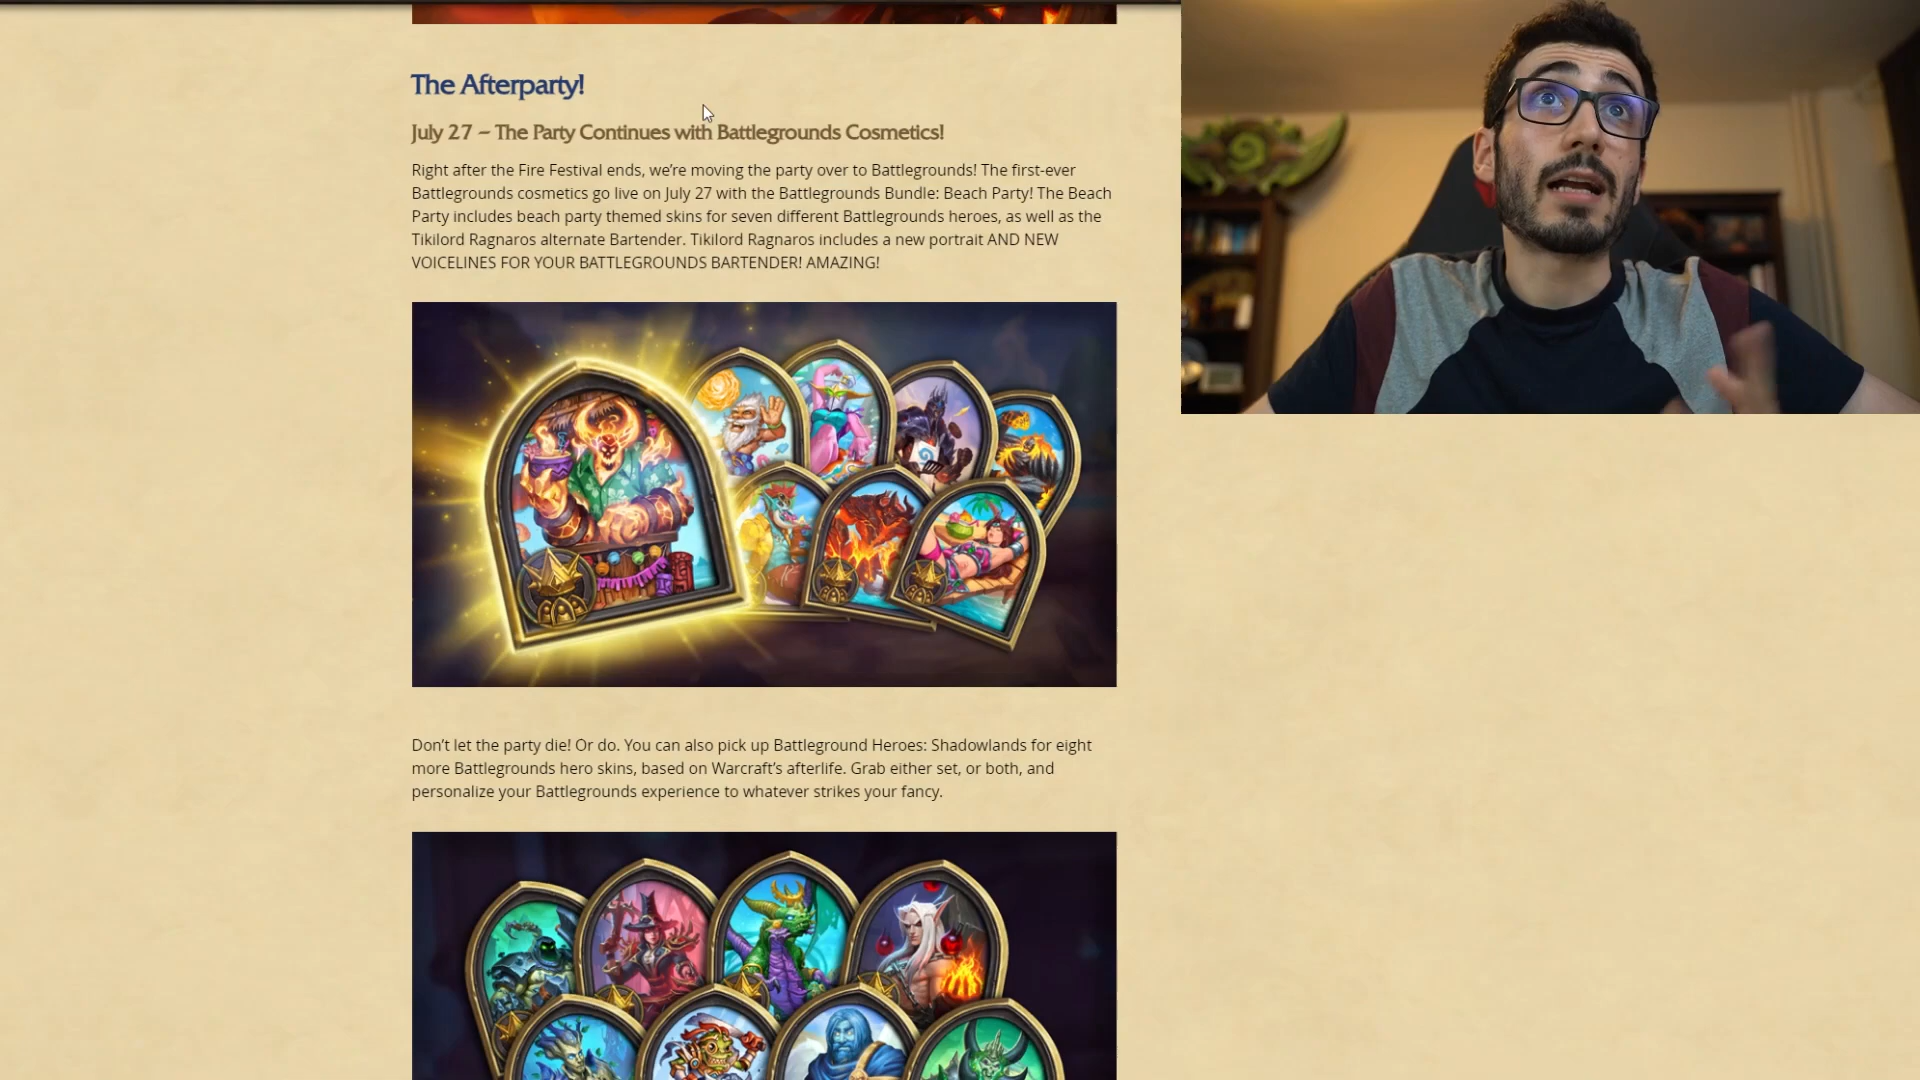 The Afterparty!
July 27 – The Party Continues with Battlegrounds Cosmetics!
Right after the Fire Festival ends, we’re moving the party over to Battlegrounds! The first-ever
Battlegrounds cosmetics go live on July 27 with the Battlegrounds Bundle: Beach Party! The Beach
Party includes beach party themed skins for seven different Battlegrounds heroes, as well as the
Tikilord Ragnaros alternate Bartender. Tikilord Ragnaros includes a new portrait AND NEW
VOICELINES FOR YOUR BATTLEGROUNDS BARTENDER! AMAZING!
Don’t let the party die! Or do. You can also pick up Battleground Heroes: Shadowlands for eight
more Battlegrounds hero skins, based on Warcraft’s afterlife. Grab either set, or both, and
personalize your Battlegrounds experience to whatever strikes your fancy.